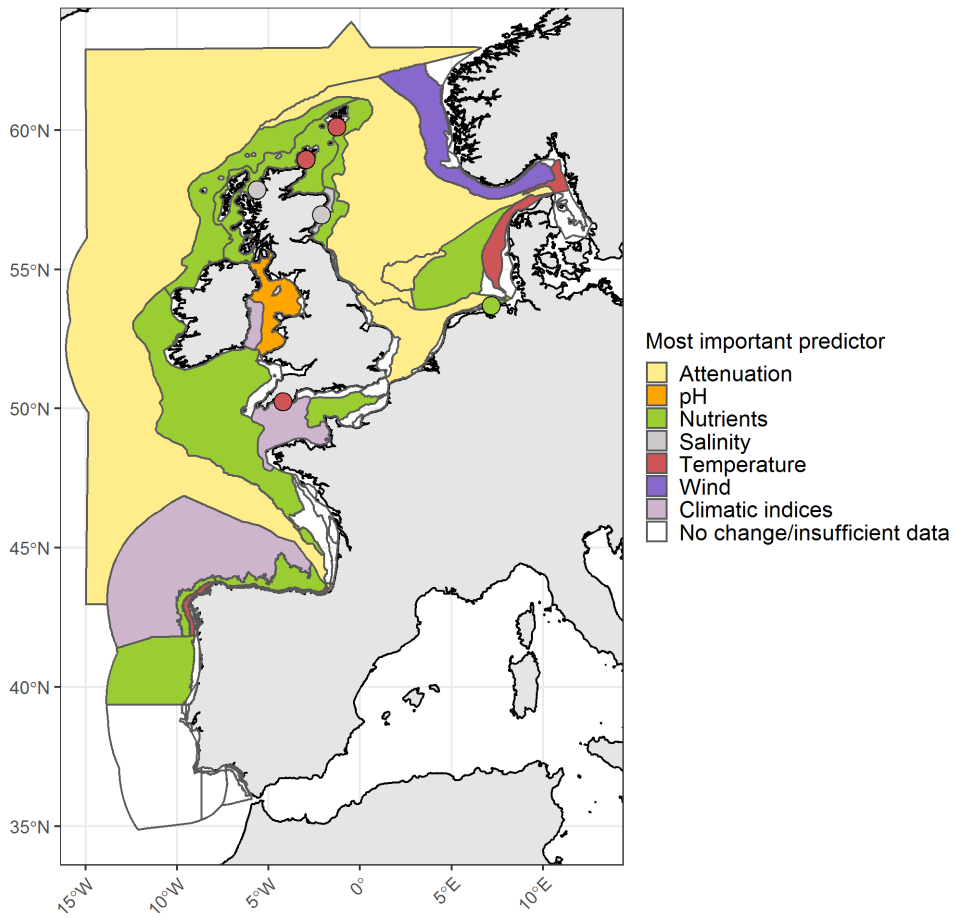 60°N
55°N
50°N
45°N
40°N
35°N
15°W
10°W
5°W
0°
5°E
10°E
Most important predictor
Attenuation
pH
Nutrients
Salinity
Temperature
Wind
Climatic indices
No change/insufficient data